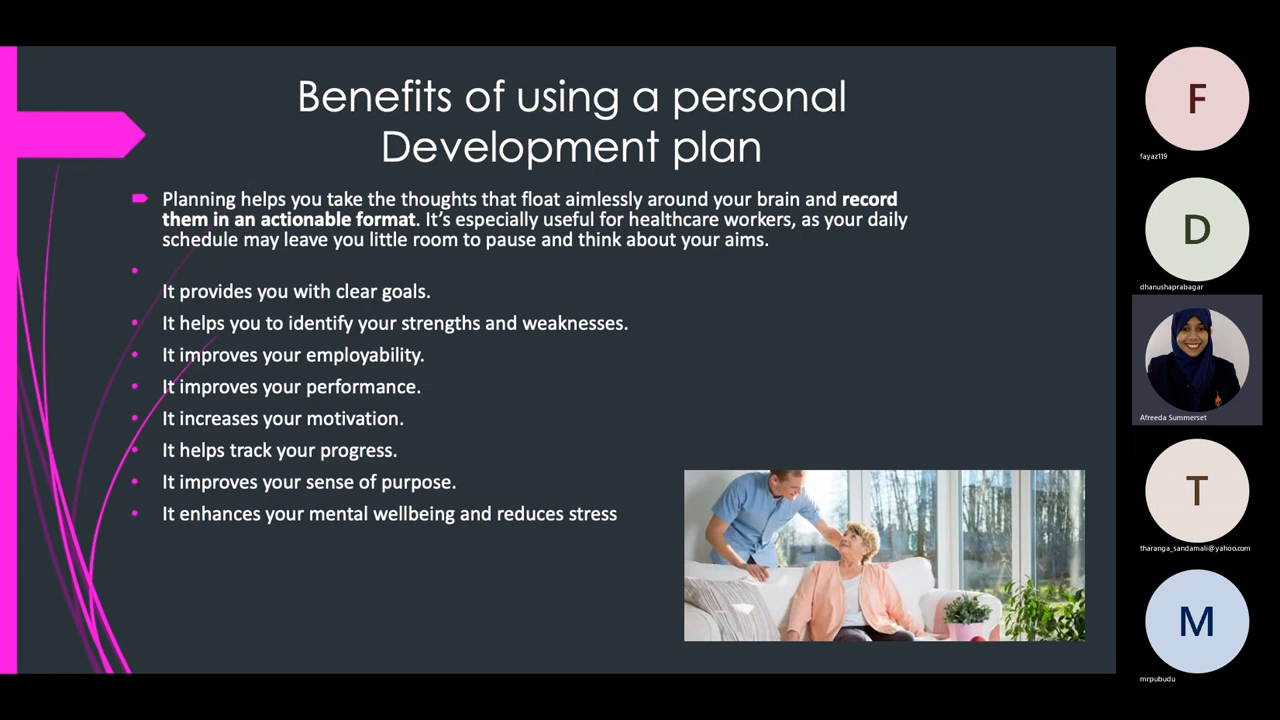 Benefits of using a personal
Development plan
Planning helps you take the thoughts that float aimlessly around your brain and record
them in an actionable format. It’s especially useful for healthcare workers, as your daily
schedule may leave you little room to pause and think about your aims.
It provides you with clear goals.
It helps you to identify your strengths and weaknesses.
It improves your employability.
It improves your performance.
It increases your motivation.
It helps track your progress.
It improves your sense of purpose.
It enhances your mental wellbeing and reduces stress
F
fayaz119
D
dhanushaprabagar
Afreeda Summerset
T
tharanga_sandamali@yahoo.com
M
mrpubudu